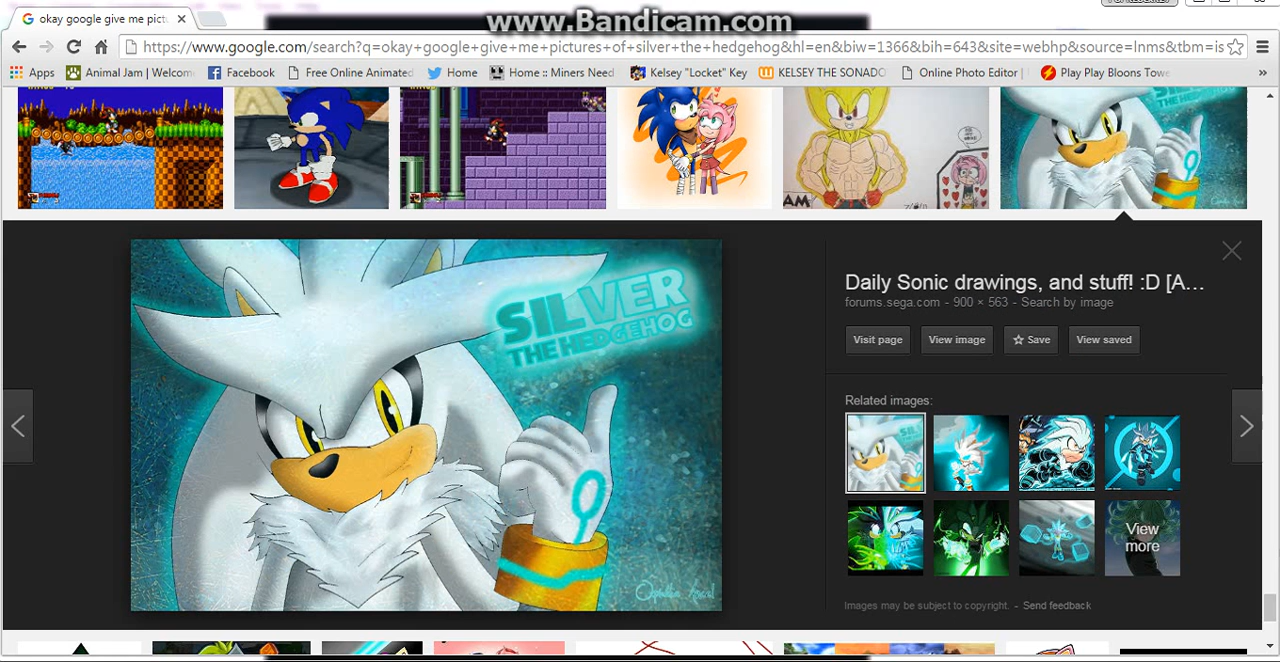 www.Bandicam.com
okay google give me pict
https://www.google.com/search?q=okay+google+give+me+pictures+of+silver+the+hedgehog&hl=en&biw=1366&bih=643&site=webhp&source=lnms&tbm=is
Apps Animal Jam | Welcom Facebook Free Online Animated Home Home :: Miners Need Kelsey "Locket" Key KELSEY THE SONADO Online Photo Editor | Play Play Bloons Towe »
AM
SILVER
THE HEDGEHOG
Daily Sonic drawings, and stuff! :D [A...
forums.sega.com - 900 × 563 - Search by image
Visit page View image Save View saved
Related images:
View
more
Images may be subject to copyright. - Send feedback